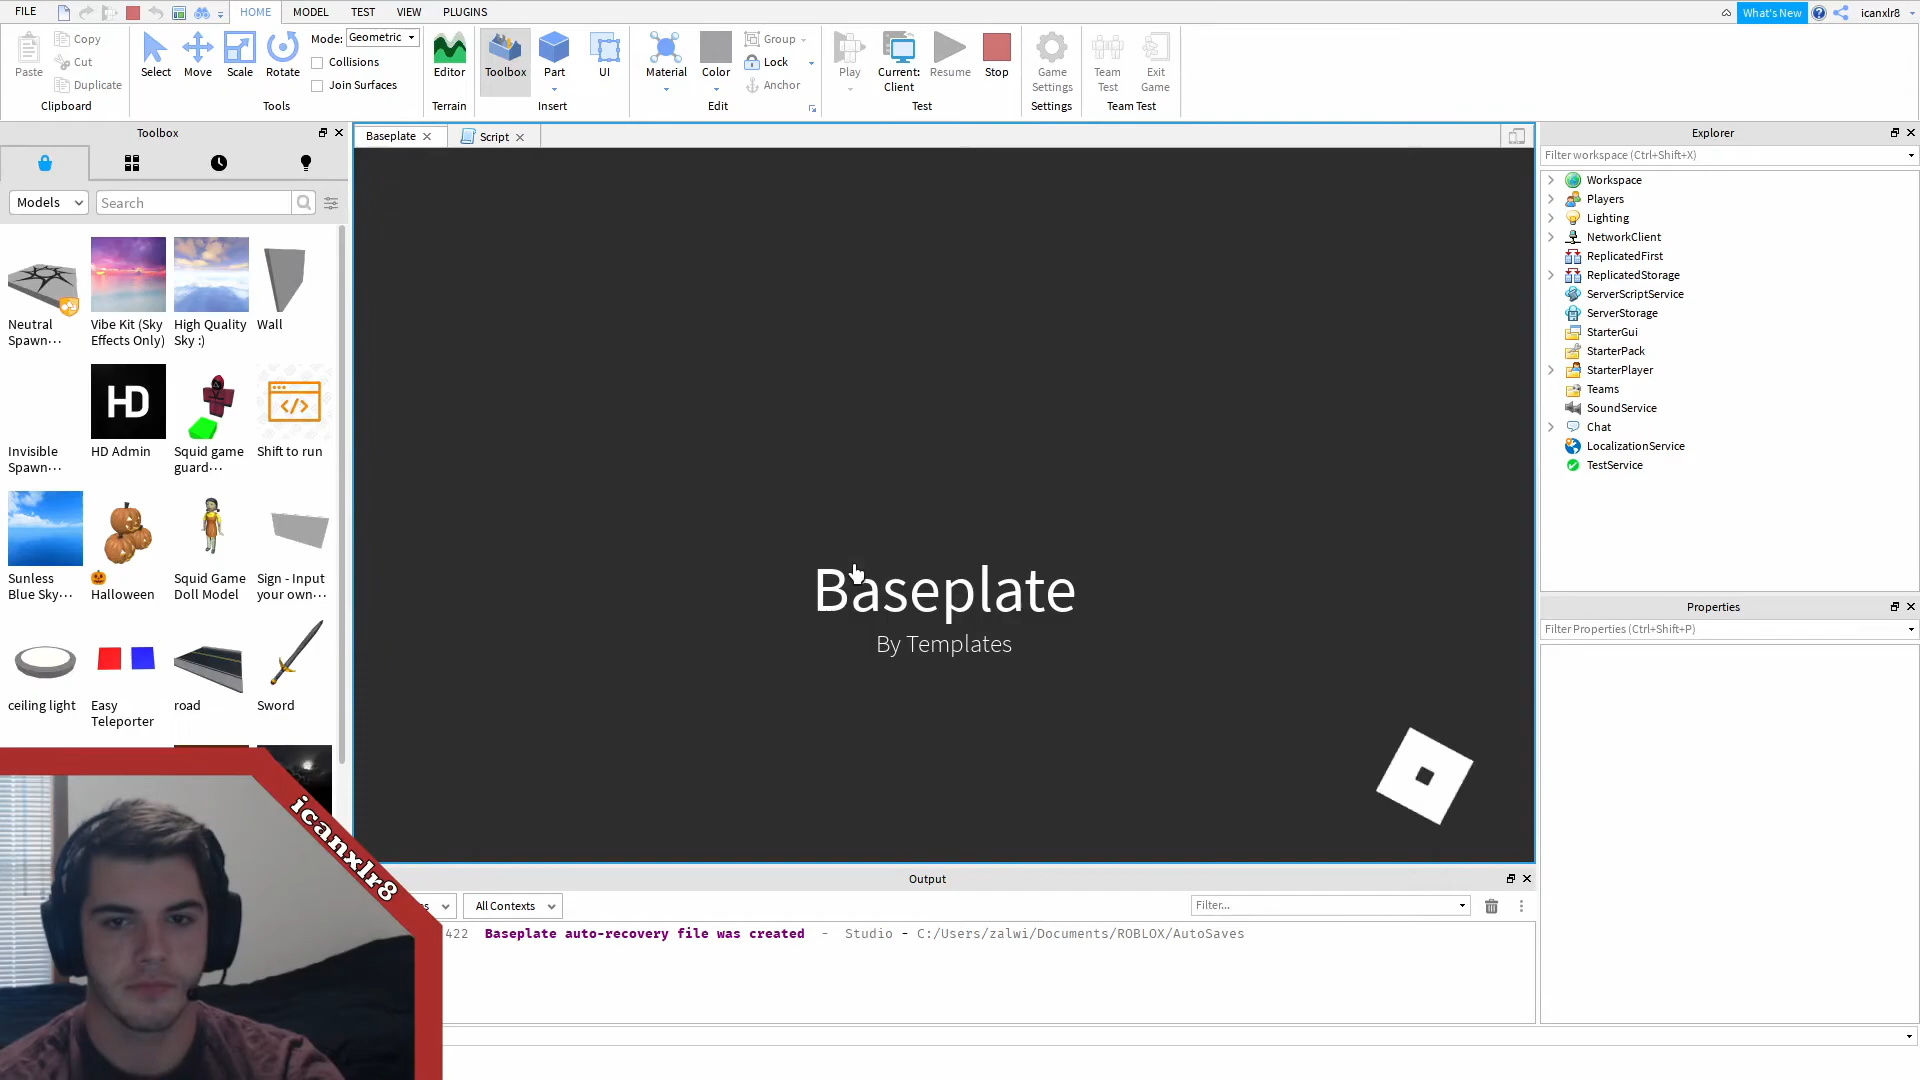 FILE
HOME
MODEL
TEST
VIEW
PLUGINS
What's New
icanxlr8
Paste
Copy
Cut
Duplicate
Clipboard
Select
Move
Scale
Rotate
Mode: Geometric
Collisions
Join Surfaces
Tools
Editor
Terrain
Toolbox
Part
UI
Insert
Material
Color
Group
Lock
Anchor
Edit
Play
Current:
Client
Resume
Stop
Test
Game
Settings
Settings
Team
Test
Exit
Game
Team Test
Toolbox
Models
Search
Neutral
Spawn...
Vibe Kit (Sky
Effects Only)
High Quality
Sky :)
Wall
Invisible
Spawn...
HD
HD Admin
Squid game
guard...
</>
Shift to run
Sunless
Blue Sky...
🎃
Halloween
Squid Game
Doll Model
Sign - Input
your own...
ceiling light
Easy
Teleporter
road
Sword
Baseplate
Script
Baseplate
By Templates
Explorer
Filter workspace (Ctrl+Shift+X)
Workspace
Players
Lighting
NetworkClient
ReplicatedFirst
ReplicatedStorage
ServerScriptService
ServerStorage
StarterGui
StarterPack
StarterPlayer
Teams
SoundService
Chat
LocalizationService
TestService
Properties
Filter Properties (Ctrl+Shift+P)
Output
All Contexts
Filter...
422 Baseplate auto-recovery file was created - Studio - C:/Users/zalwi/Documents/ROBLOX/AutoSaves
icanxlr8